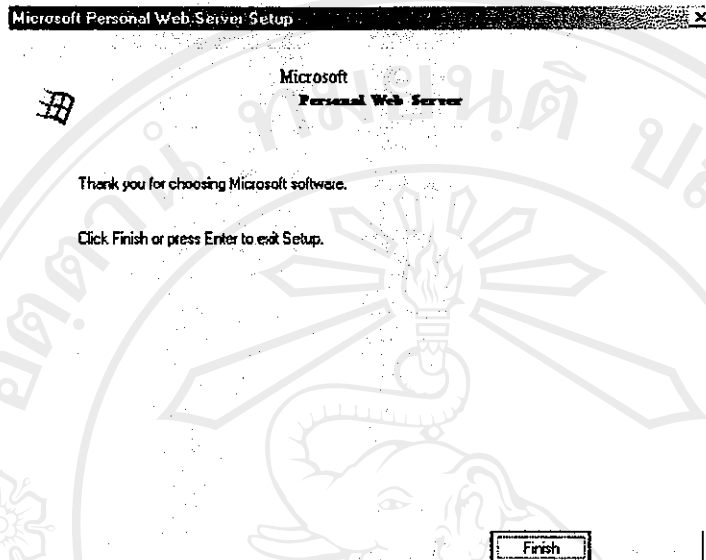 Microsoft Personal Web Server Setup
Microsoft
Personal Web Server
Thank you for choosing Microsoft software.
Click Finish or press Enter to exit Setup.
Finish